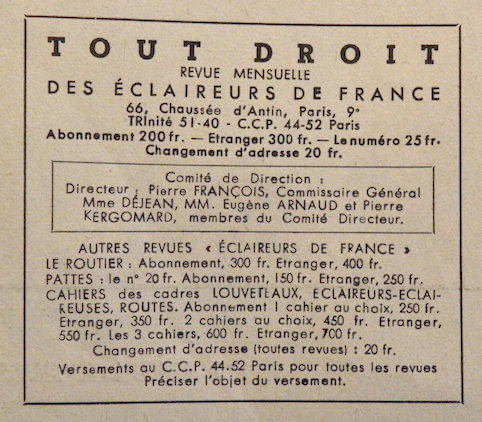 TOUT DROIT
REVUE MENSUELLE
DES ÉCLAIREURS DE FRANCE
66, Chaussée d'Antin, Paris, 9e
TRInité 51-40 - C.C.P. 44-52 Paris
Abonnement 200 fr. — Etranger 300 fr. — Le numéro 25 fr.
Changement d'adresse 20 fr.
Comité de Direction :
Directeur : Pierre FRANÇOIS, Commissaire Général
Mme DÉJEAN, MM. Eugène ARNAUD et Pierre
KERGOMARD, membres du Comité Directeur.
AUTRES REVUES « ÉCLAIREURS DE FRANCE »
LE ROUTIER : Abonnement, 300 fr. Etranger, 400 fr.
PATTES : le n° 20 fr. Abonnement, 150 fr. Etranger, 250 fr.
CAHIERS des cadres LOUVETEAUX, ÉCLAIREURS-ECLAI-
REUSES, ROUTES. Abonnement 1 cahier au choix, 250 fr.
Etranger, 350 fr. 2 cahiers au choix, 450 fr. Etranger,
550 fr. Les 3 cahiers, 600 fr. Etranger, 700 fr.
Changement d'adresse (toutes revues) : 20 fr.
Versements au C.C.P. 44.52 Paris pour toutes les revues
Préciser l'objet du versement.